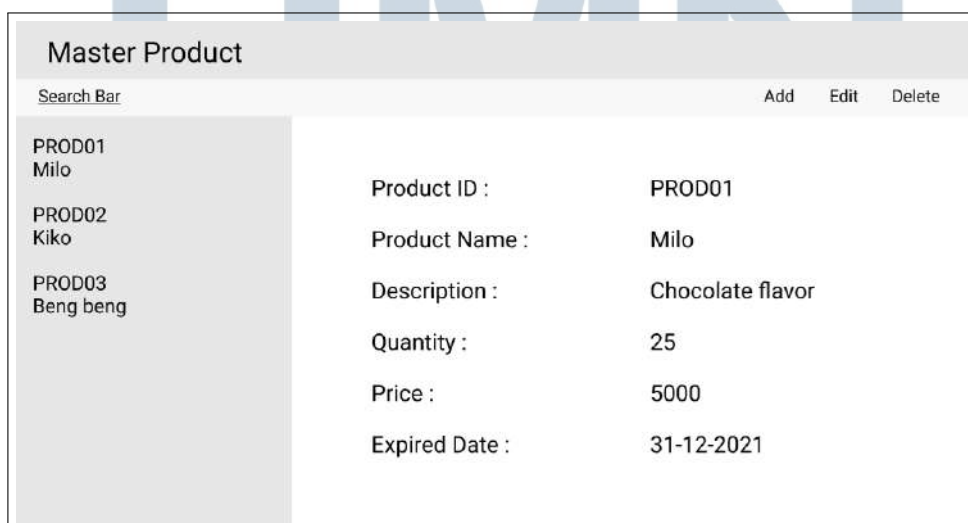 Master Product
Search Bar
Add Edit Delete
PROD01
Milo
PROD02
Kiko
PROD03
Beng beng
Product ID : PROD01
Product Name : Milo
Description : Chocolate flavor
Quantity : 25
Price : 5000
Expired Date : 31-12-2021